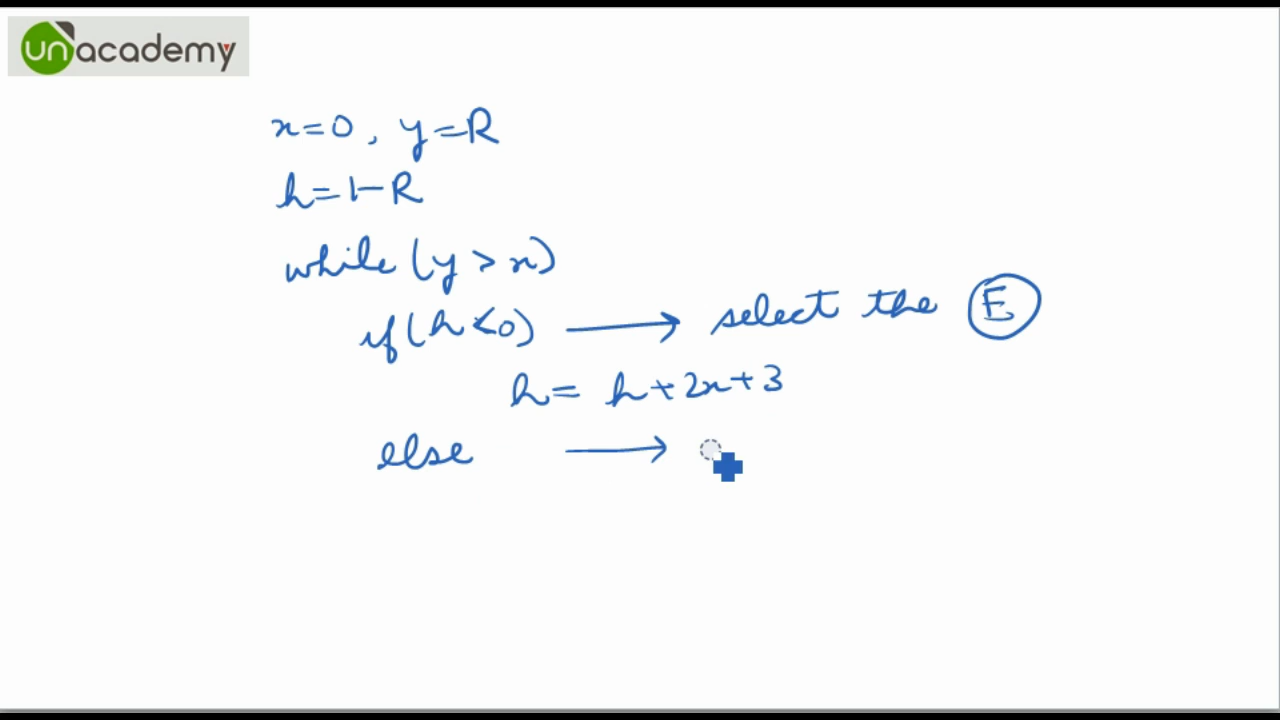 unacademy
x=0, y=R
h=1-R
while(y > x)
if(h<0) → select the E
h= h+2x+3
else →